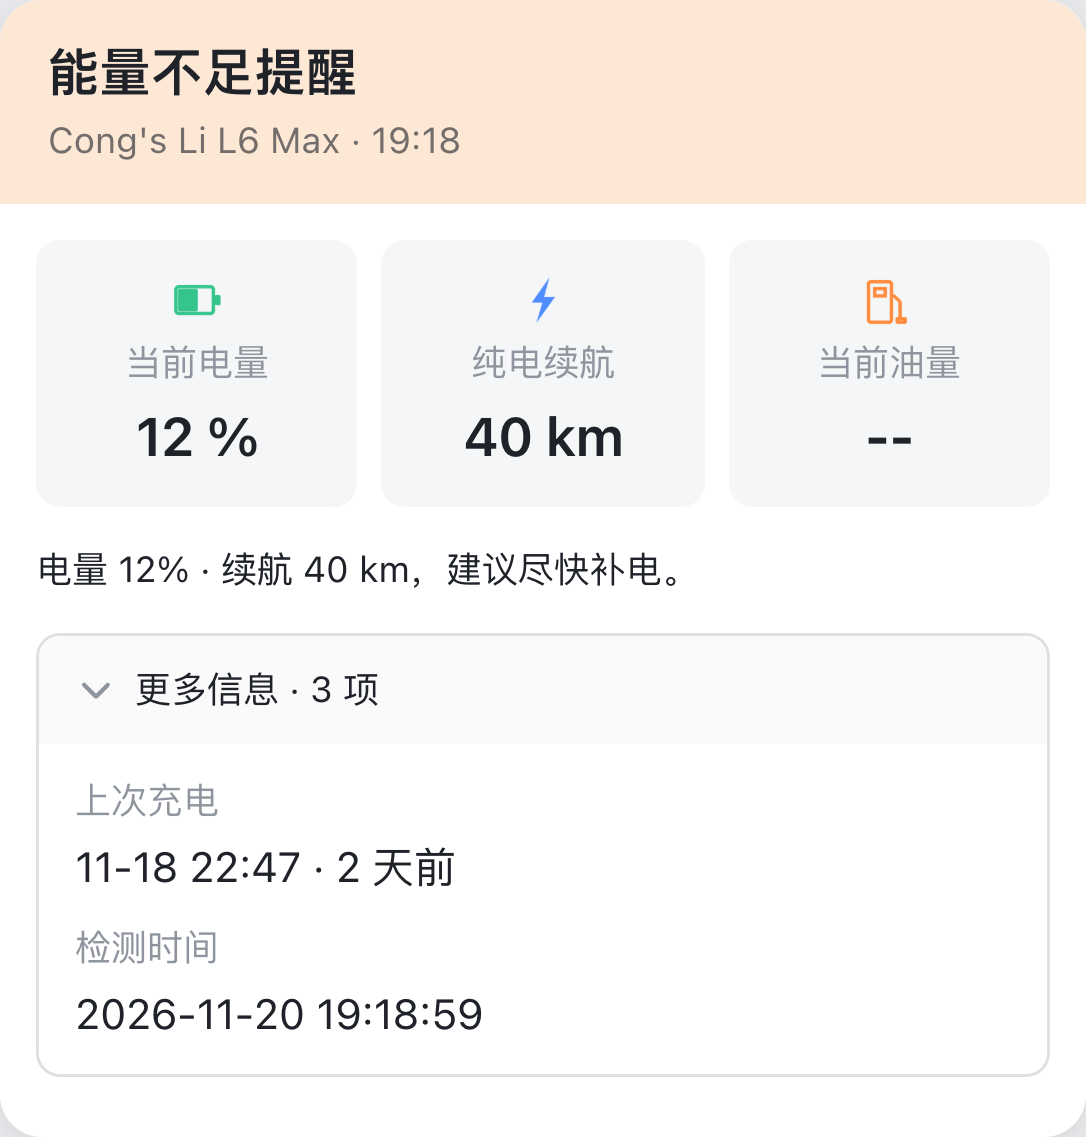 能量不足提醒
Cong's Li L6 Max · 19:18
当前电量
12 %
纯电续航
40 km
当前油量
--
电量 12% · 续航 40 km，建议尽快补电。
更多信息 · 3 项
上次充电
11-18 22:47 · 2 天前
检测时间
2026-11-20 19:18:59